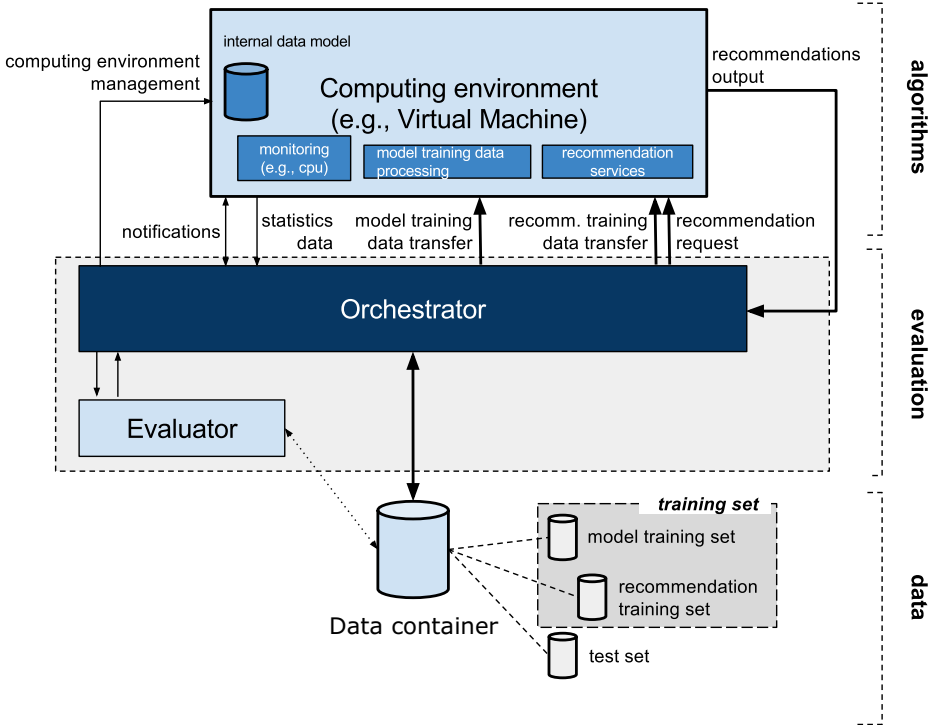 internal data model
computing environment
management
Computing environment
(e.g., Virtual Machine)
recommendations
output
monitoring
(e.g., cpu)
model training data
processing
recommendation
services
algorithms
notifications
statistics
data
model training
data transfer
recomm. training
data transfer
recommendation
request
Orchestrator
evaluation
Evaluator
training set
model training set
recommendation
training set
Data container
test set
data